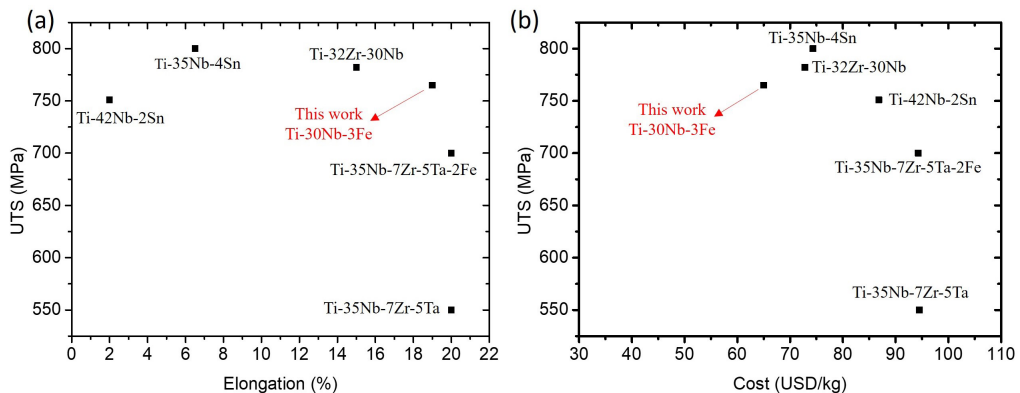 (a)
UTS (MPa)
800
750
700
650
600
550
Ti-35Nb-4Sn
Ti-32Zr-30Nb
Ti-42Nb-2Sn
This work
Ti-30Nb-3Fe
Ti-35Nb-7Zr-5Ta-2Fe
Ti-35Nb-7Zr-5Ta
0 2 4 6 8 10 12 14 16 18 20 22
Elongation (%)
(b)
UTS (MPa)
800
750
700
650
600
550
Ti-35Nb-4Sn
Ti-32Zr-30Nb
Ti-42Nb-2Sn
This work
Ti-30Nb-3Fe
Ti-35Nb-7Zr-5Ta-2Fe
Ti-35Nb-7Zr-5Ta
30 40 50 60 70 80 90 100 110
Cost (USD/kg)